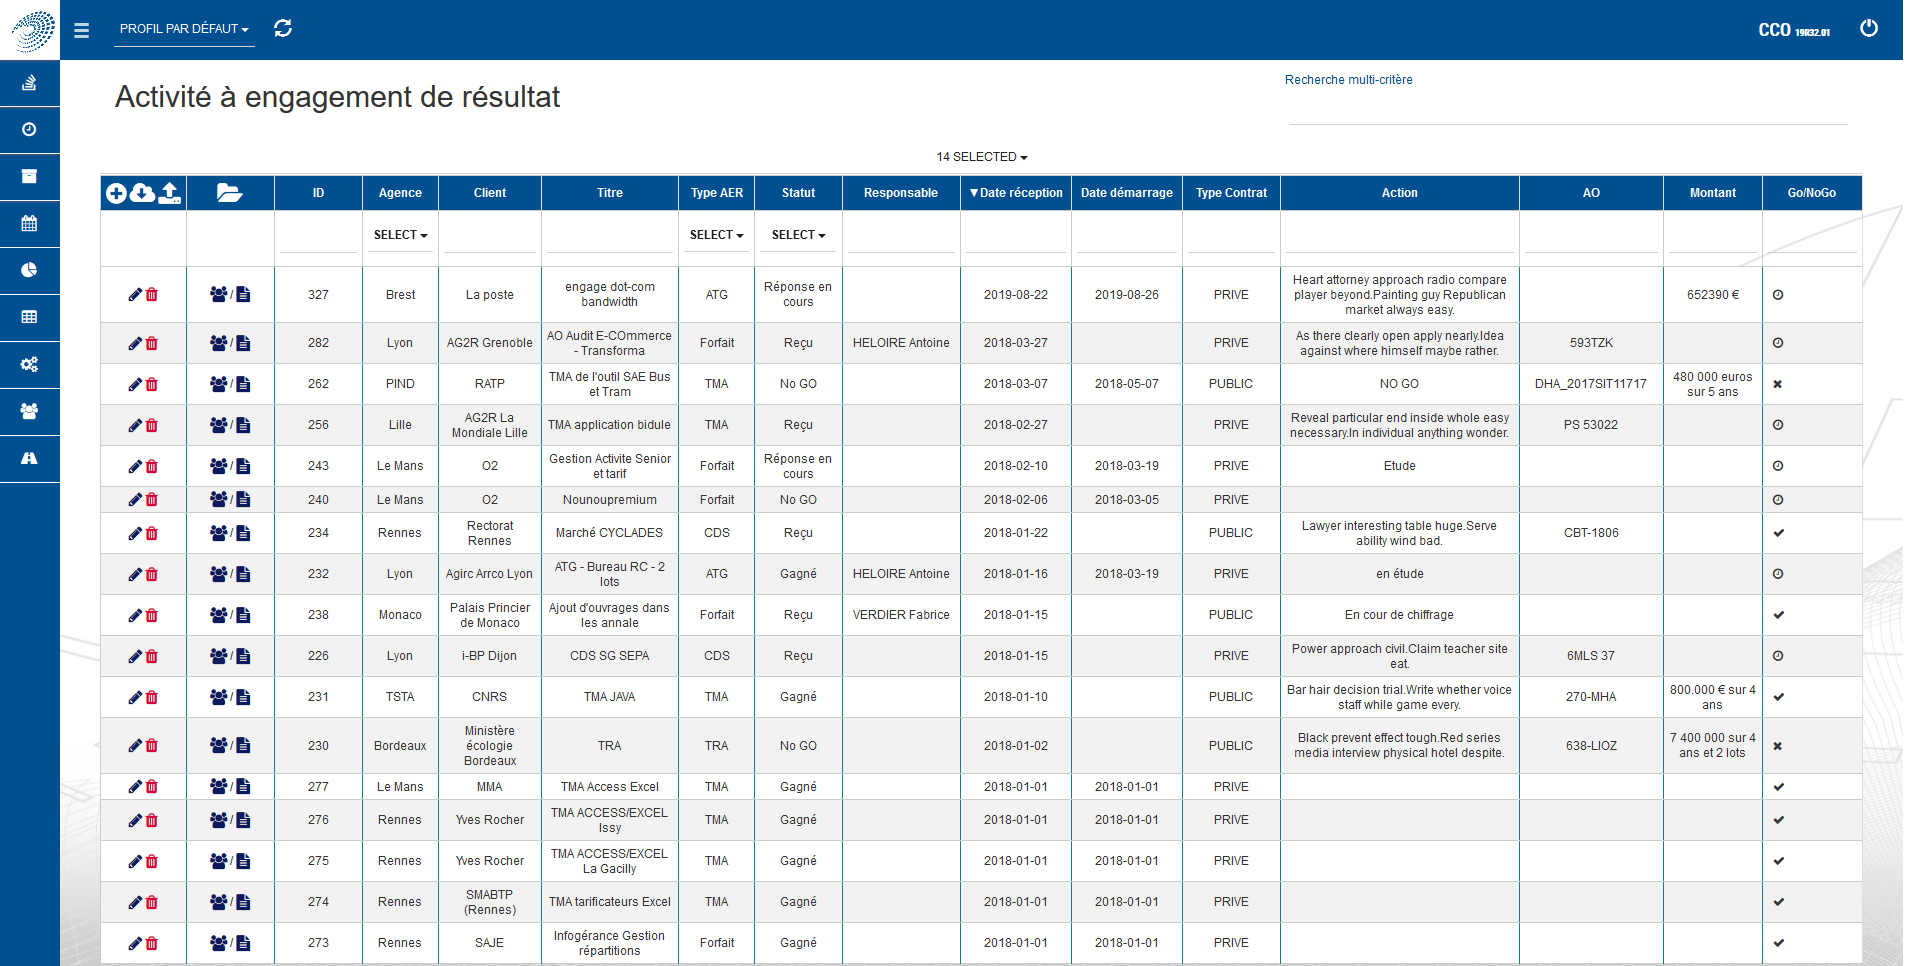 PROFIL PAR DÉFAUT
CCO 19R32.01
Activité à engagement de résultat
Recherche multi-critère
14 SELECTED
ID Agence Client Titre Type AER Statut Responsable ▼Date réception Date démarrage Type Contrat Action AO Montant Go/NoGo
SELECT SELECT SELECT
/ 327 Brest La poste engage dot-com bandwidth ATG Réponse en cours 2019-08-22 2019-08-26 PRIVE Heart attorney approach radio compare player beyond.Painting guy Republican market always easy. 652390 €
/ 282 Lyon AG2R Grenoble AO Audit E-COmmerce - Transforma Forfait Reçu HELOIRE Antoine 2018-03-27 PRIVE As there clearly open apply nearly.Idea against where himself maybe rather. 593TZK
/ 262 PIND RATP TMA de l'outil SAE Bus et Tram TMA No GO 2018-03-07 2018-05-07 PUBLIC NO GO DHA_2017SIT11717 480 000 euros sur 5 ans
/ 256 Lille AG2R La Mondiale Lille TMA application bidule TMA Reçu 2018-02-27 PRIVE Reveal particular end inside whole easy necessary.In individual anything wonder. PS 53022
/ 243 Le Mans O2 Gestion Activite Senior et tarif Forfait Réponse en cours 2018-02-10 2018-03-19 PRIVE Etude
/ 240 Le Mans O2 Nounoupremium Forfait No GO 2018-02-06 2018-03-05 PRIVE
/ 234 Rennes Rectorat Rennes Marché CYCLADES CDS Reçu 2018-01-22 PUBLIC Lawyer interesting table huge.Serve ability wind bad. CBT-1806
/ 232 Lyon Agirc Arrco Lyon ATG - Bureau RC - 2 lots ATG Gagné HELOIRE Antoine 2018-01-16 2018-03-19 PRIVE en étude
/ 238 Monaco Palais Princier de Monaco Ajout d'ouvrages dans les annale Forfait Reçu VERDIER Fabrice 2018-01-15 PUBLIC En cour de chiffrage
/ 226 Lyon i-BP Dijon CDS SG SEPA CDS Reçu 2018-01-15 PRIVE Power approach civil.Claim teacher site eat. 6MLS 37
/ 231 TSTA CNRS TMA JAVA TMA Gagné 2018-01-10 PUBLIC Bar hair decision trial.Write whether voice staff while game every. 270-MHA 800.000 € sur 4 ans
/ 230 Bordeaux Ministère écologie Bordeaux TRA TRA No GO 2018-01-02 PUBLIC Black prevent effect tough.Red series media interview physical hotel despite. 638-LIOZ 7 400 000 sur 4 ans et 2 lots
/ 277 Le Mans MMA TMA Access Excel TMA Gagné 2018-01-01 2018-01-01 PRIVE
/ 276 Rennes Yves Rocher TMA ACCESS/EXCEL Issy TMA Gagné 2018-01-01 2018-01-01 PRIVE
/ 275 Rennes Yves Rocher TMA ACCESS/EXCEL La Gacilly TMA Gagné 2018-01-01 2018-01-01 PRIVE
/ 274 Rennes SMABTP (Rennes) TMA tarificateurs Excel TMA Gagné 2018-01-01 2018-01-01 PRIVE
/ 273 Rennes SAJE Infogérance Gestion répartitions Forfait Gagné 2018-01-01 2018-01-01 PRIVE